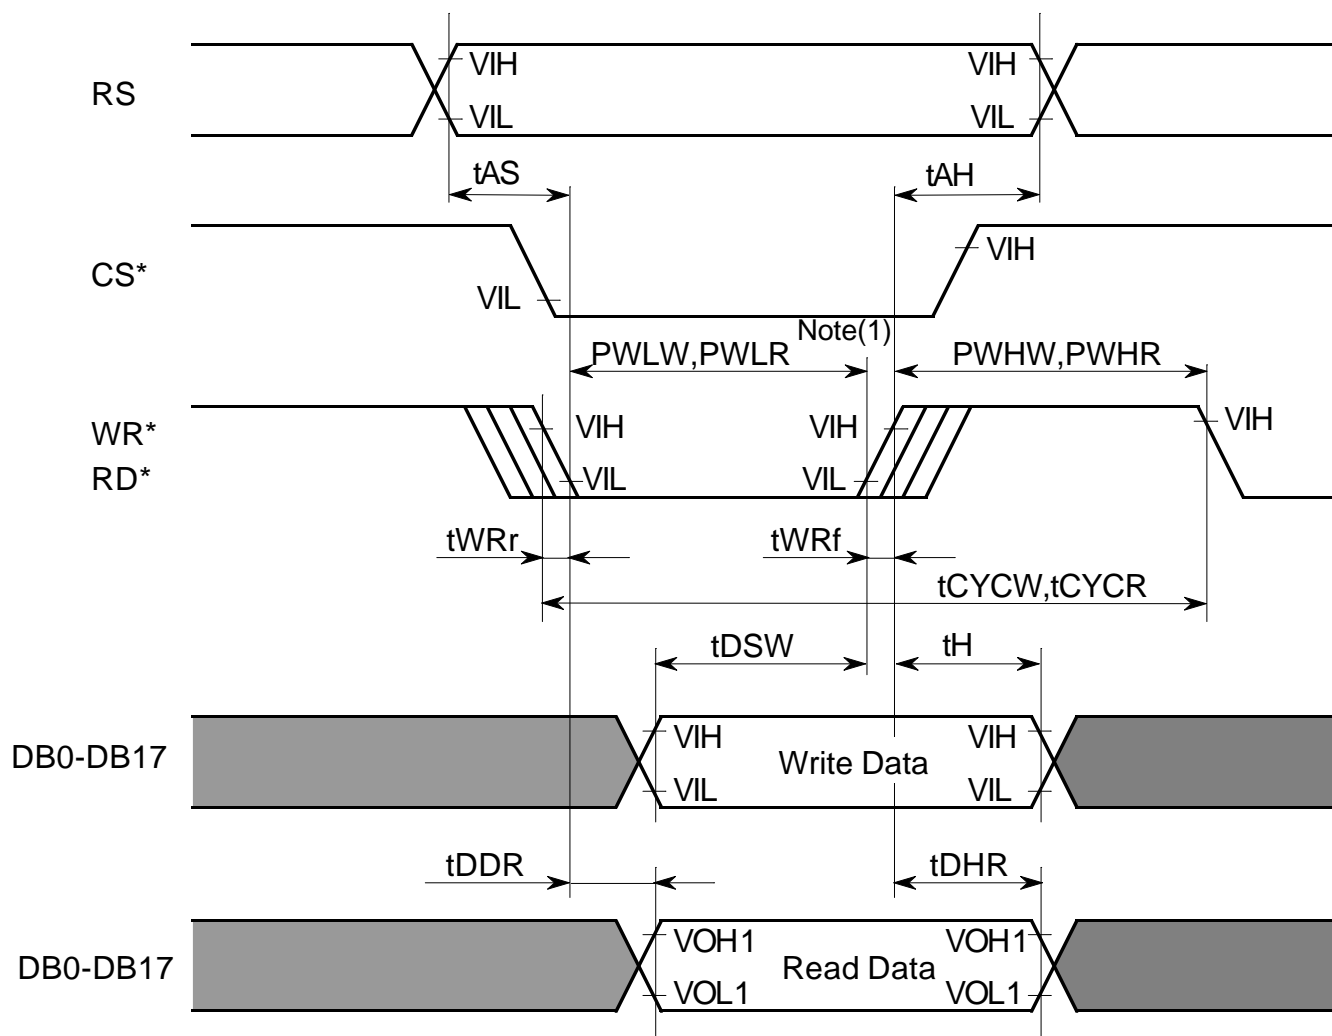 VIH VIH
RS
VIL VIL
tAS tAH
VIH
CS*
VIL
Note(1)
PWLW,PWLR PWHW,PWHR
VIH
WR* VIH VIH
RD* VIL VIL
tWRr tWRf
tCYCW,tCYCR
tDSW tH
VIH VIH
DB0-DB17 Write Data
VIL VIL
tDDR tDHR
VOH1 VOH1
DB0-DB17 Read Data
VOL1 VOL1